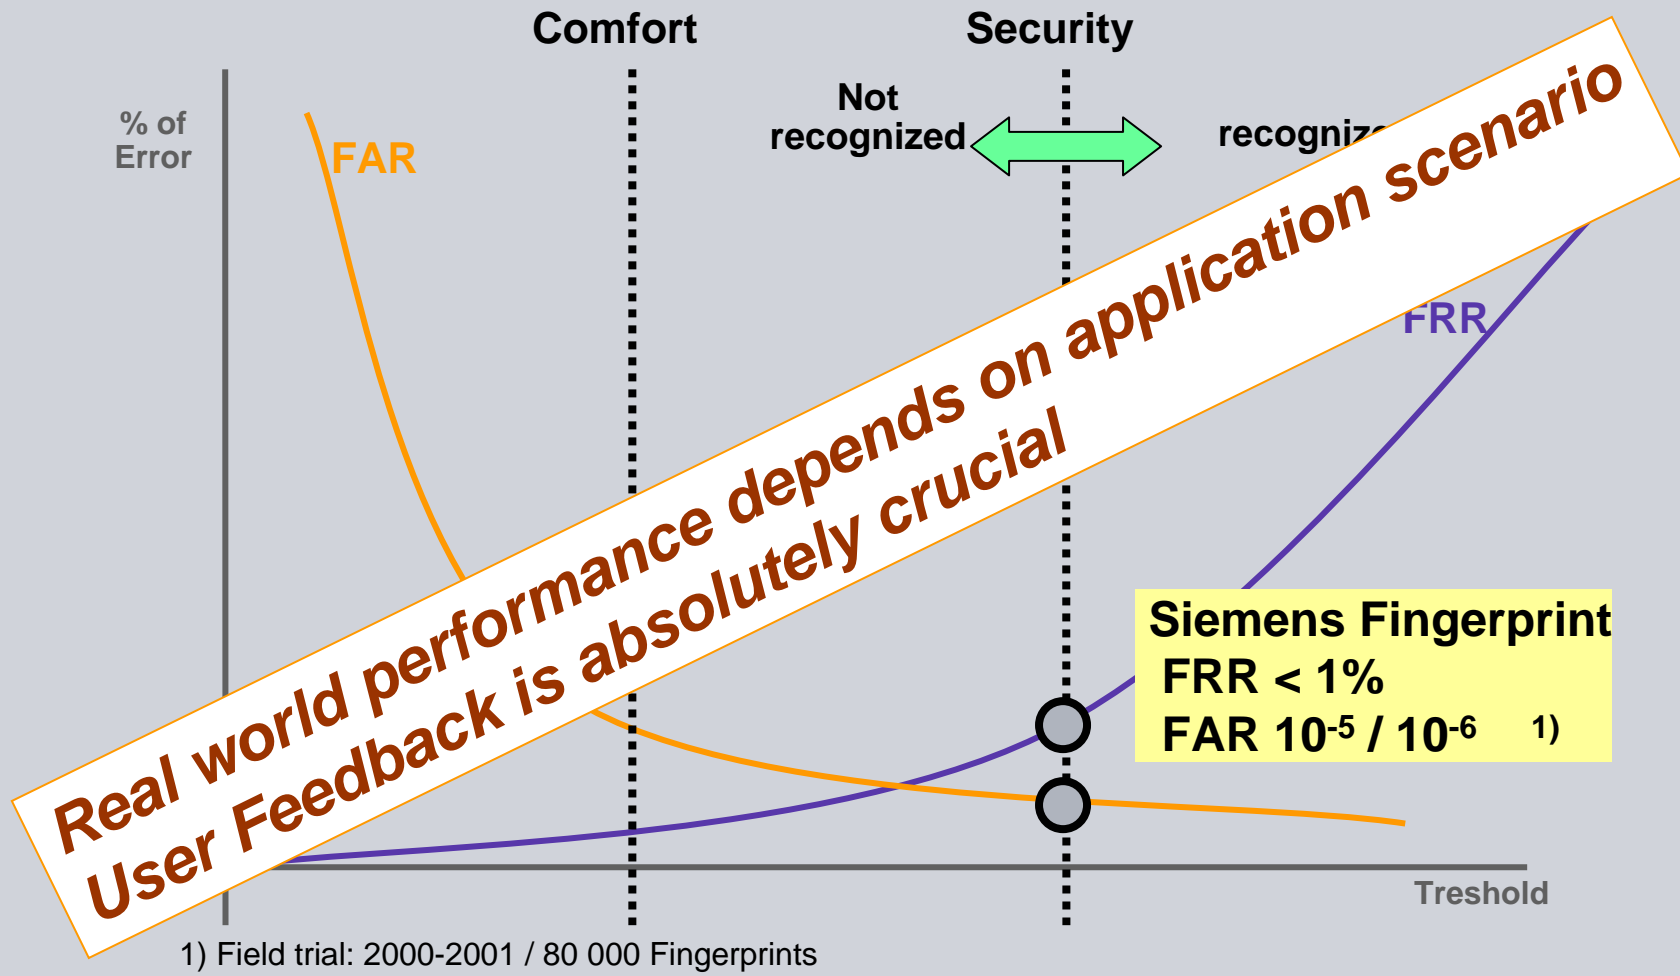 Comfort
Security
Not
recognized
% of
Error
FAR
Real world performance depends on application scenario
User Feedback is absolutely crucial
FRR
Siemens Fingerprint
FRR < 1%
FAR 10⁻⁵ / 10⁻⁶ 1)
Treshold
1) Field trial: 2000-2001 / 80 000 Fingerprints